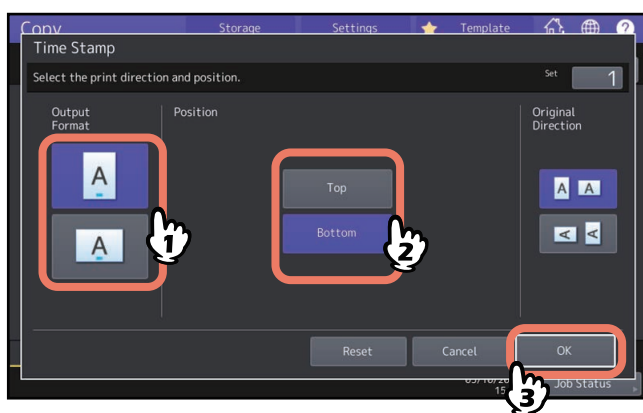 Copy Storage Settings Template ?
Time Stamp
Select the print direction and position. Set 1
Output Format Position Original Direction
A Top A A
1
A Bottom 2 A A
Reset Cancel OK
15
Job Status
3